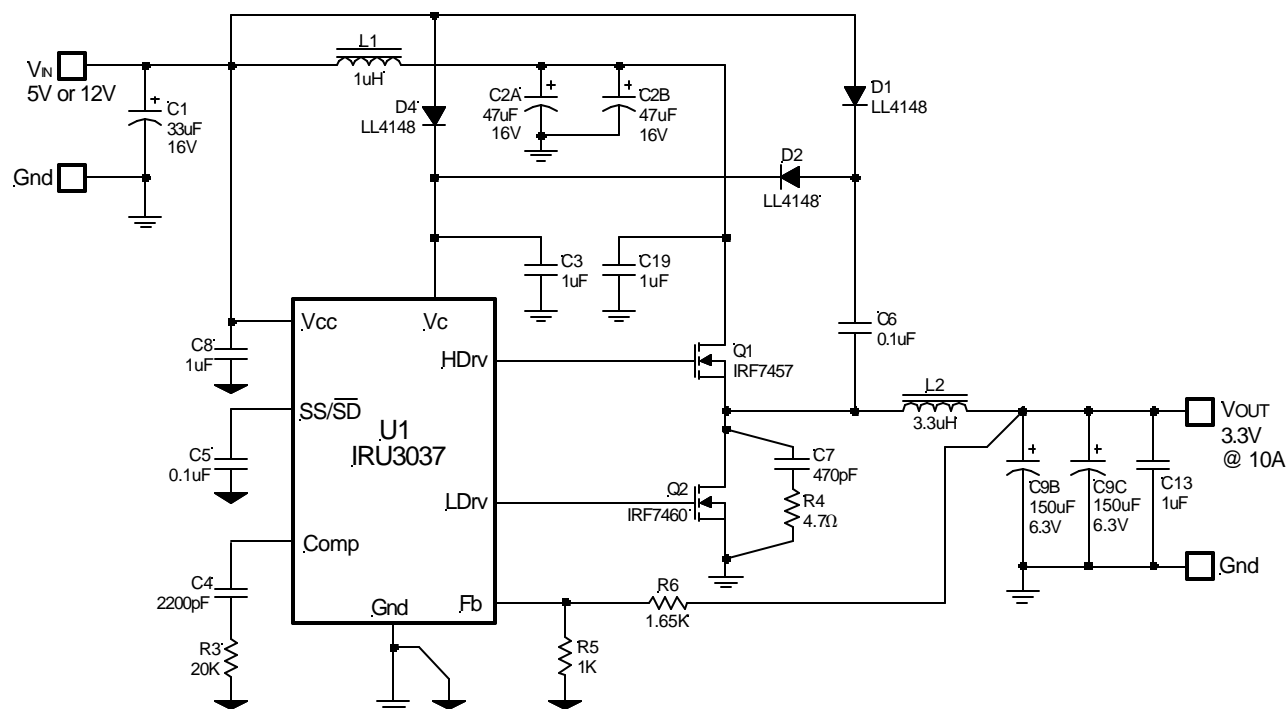 L1
1uH
VIN
5V or 12V
C1
33uF
16V
Gnd
D4
LL4148
C2A
47uF
16V
C2B
47uF
16V
D1
LL4148
D2
LL4148
C3
1uF
C19
1uF
C6
0.1uF
Vcc
Vc
HDrv
C8
1uF
SS/SD
U1
IRU3037
C5
0.1uF
LDrv
Comp
C4
2200pF
R3
20K
Gnd
Fb
Q1
IRF7457
L2
3.3uH
VOUT
3.3V
@ 10A
C7
470pF
R4
4.7Ω
Q2
IRF7460
C9B
150uF
6.3V
C9C
150uF
6.3V
C13
1uF
Gnd
R6
1.65K
R5
1K